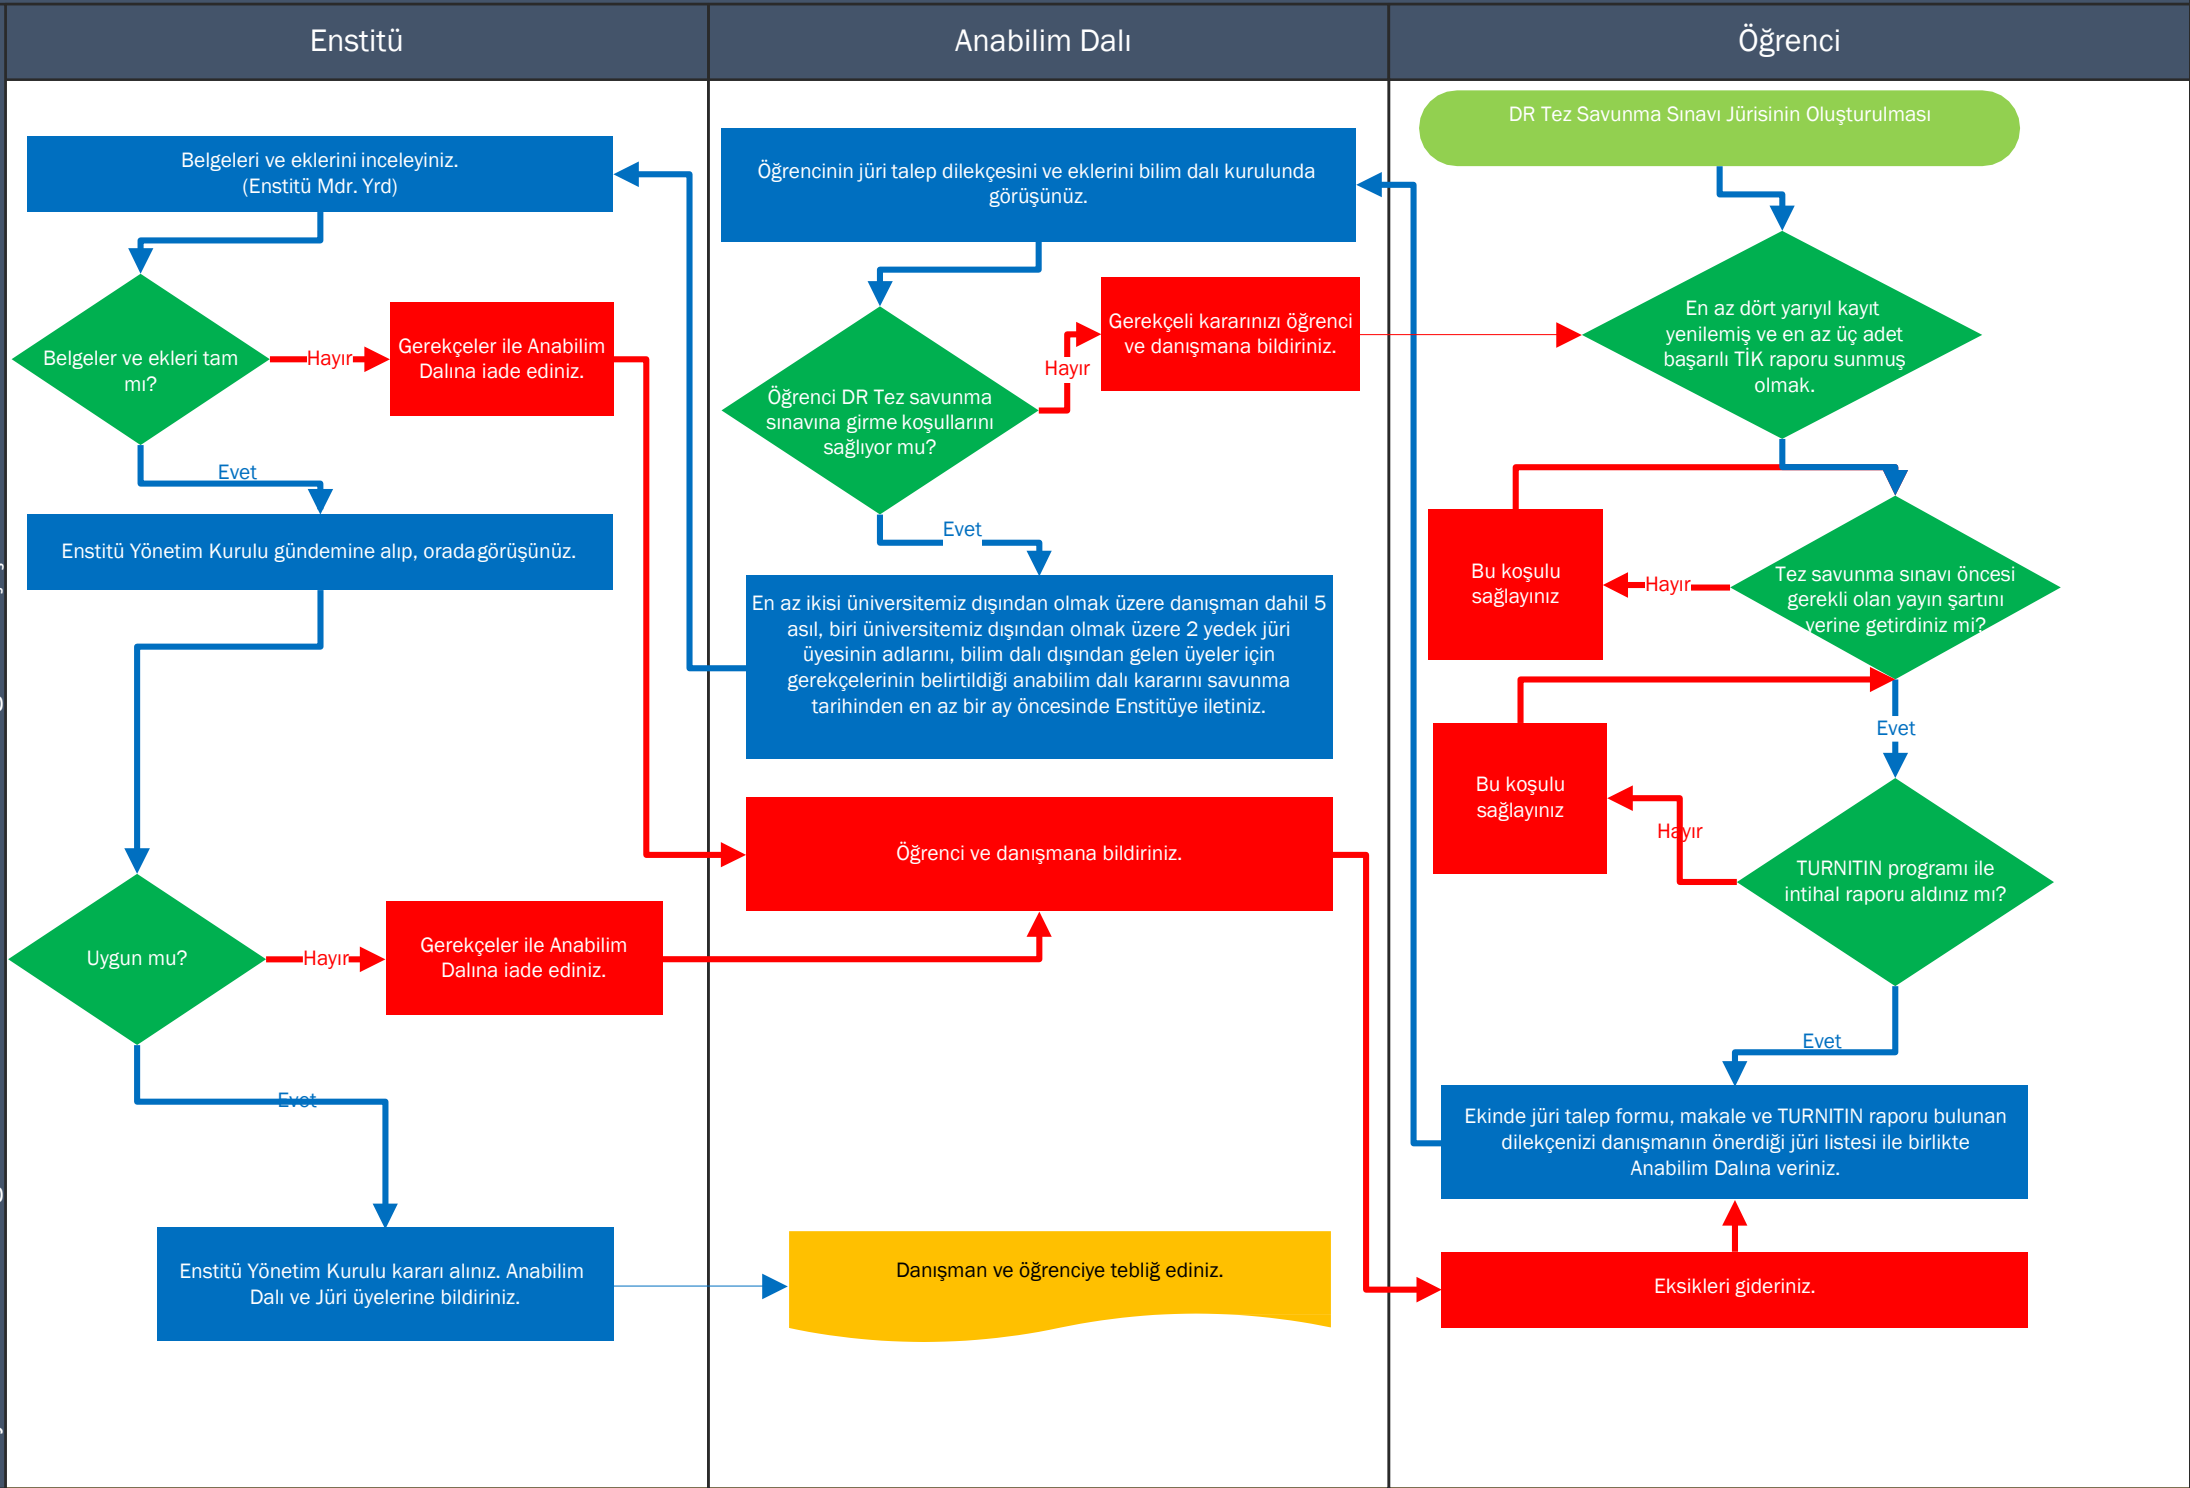 Enstitü
Anabilim Dalı
Öğrenci
Belgeleri ve eklerini inceleyiniz.
(Enstitü Mdr. Yrd)
Belgeler ve ekleri tam
mı?
Hayır
Gerekçeler ile Anabilim
Dalına iade ediniz.
Evet
Enstitü Yönetim Kurulu gündemine alıp, orada görüşünüz.
Uygun mu?
Hayır
Gerekçeler ile Anabilim
Dalına iade ediniz.
Evet
Enstitü Yönetim Kurulu kararı alınız. Anabilim
Dalı ve Jüri üyelerine bildiriniz.
Öğrencinin jüri talep dilekçesini ve eklerini bilim dalı kurulunda
görüşünüz.
Öğrenci DR Tez savunma
sınavına girme koşullarını
sağlıyor mu?
Hayır
Gerekçeli kararınızı öğrenci
ve danışmana bildiriniz.
Evet
En az ikisi üniversitemiz dışından olmak üzere danışman dahil 5
asıl, biri üniversitemiz dışından olmak üzere 2 yedek jüri
üyesinin adlarını, bilim dalı dışından gelen üyeler için
gerekçelerinin belirtildiği anabilim dalı kararını savunma
tarihinden en az bir ay öncesinde Enstitüye iletiniz.
Öğrenci ve danışmana bildiriniz.
Danışman ve öğrenciye tebliğ ediniz.
DR Tez Savunma Sınavı Jürisinin Oluşturulması
En az dört yarıyıl kayıt
yenilemiş ve en az üç adet
başarılı TİK raporu sunmuş
olmak.
Tez savunma sınavı öncesi
gerekli olan yayın şartını
yerine getirdiniz mi?
Hayır
Bu koşulu
sağlayınız
Evet
TURNITIN programı ile
intihal raporu aldınız mı?
Hayır
Bu koşulu
sağlayınız
Evet
Ekinde jüri talep formu, makale ve TURNITIN raporu bulunan
dilekçenizi danışmanın önerdiği jüri listesi ile birlikte
Anabilim Dalına veriniz.
Eksikleri gideriniz.